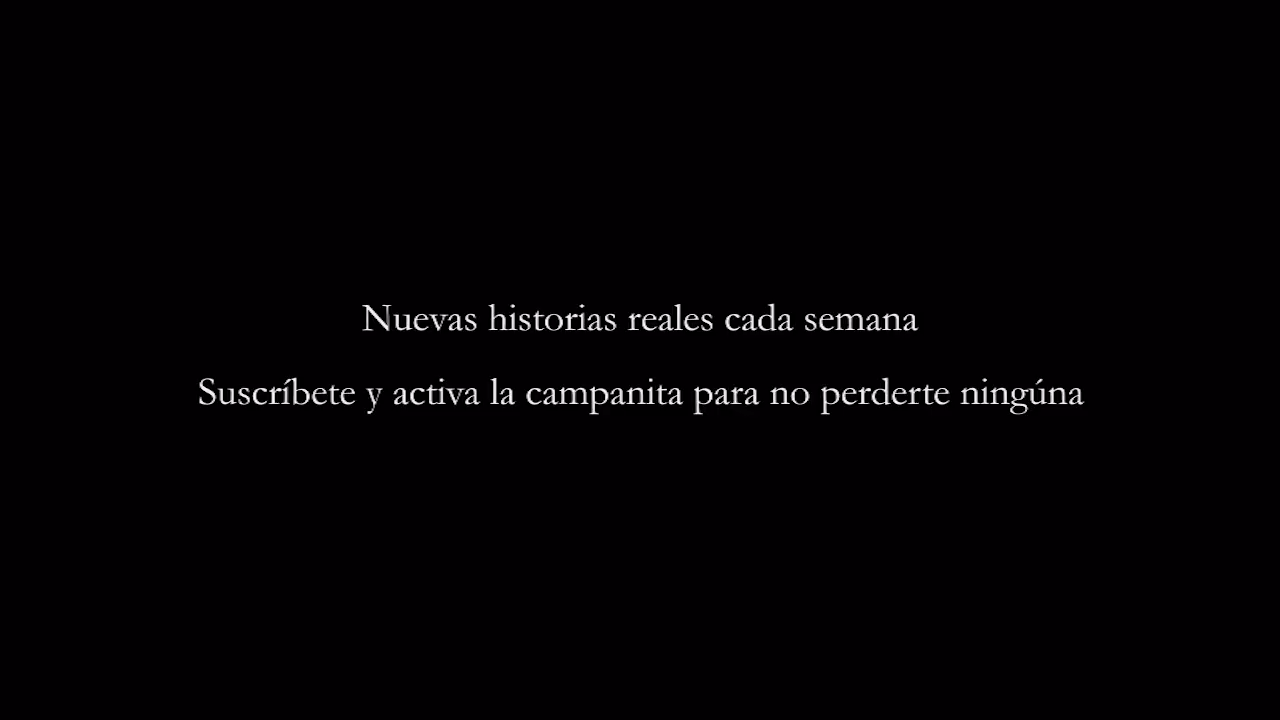 Nuevas historias reales cada semana
Suscríbete y activa la campanita para no perderte ningúna